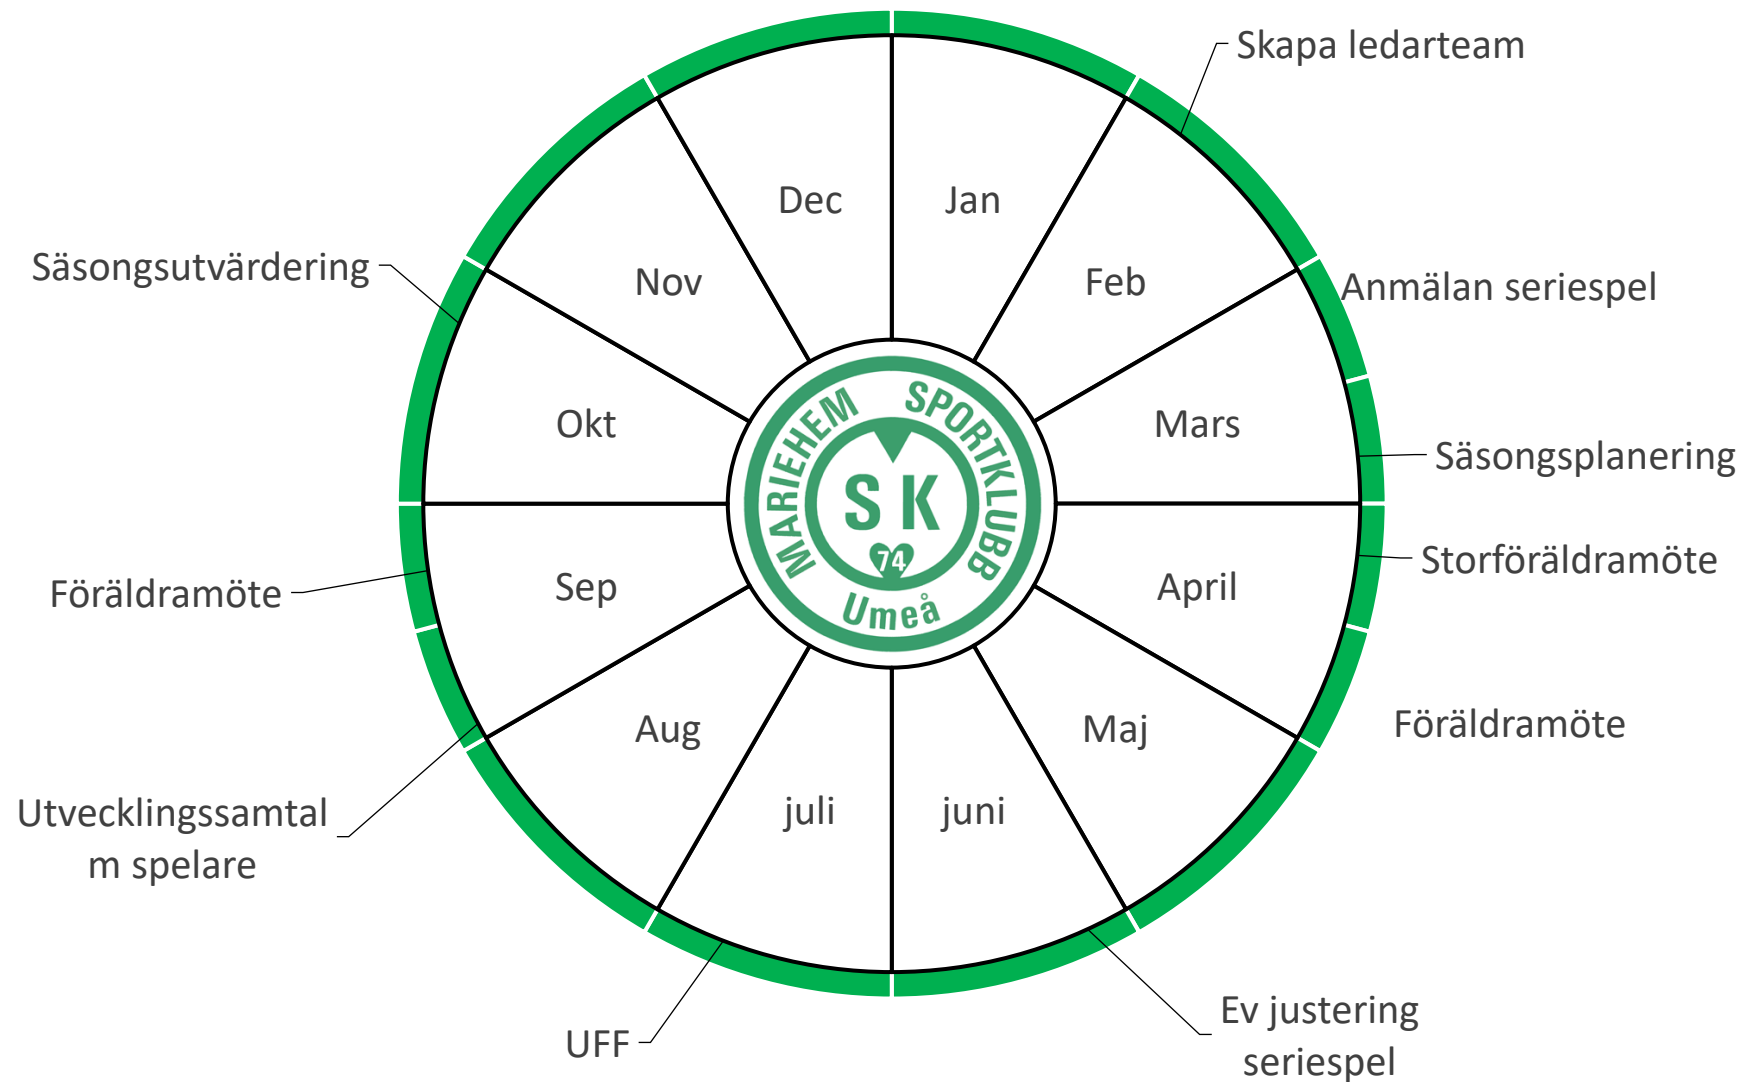 Skapa ledarteam
Dec
Jan
Säsongsutvärdering
Nov
Feb
Anmälan seriespel
Okt
Mars
Säsongsplanering
MARIEHEM SPORTKLUBB
S K
74
Umeå
Storföräldramöte
Föräldramöte
Sep
April
Föräldramöte
Aug
Maj
Utvecklingssamtal
m spelare
juli
juni
UFF
Ev justering
seriespel